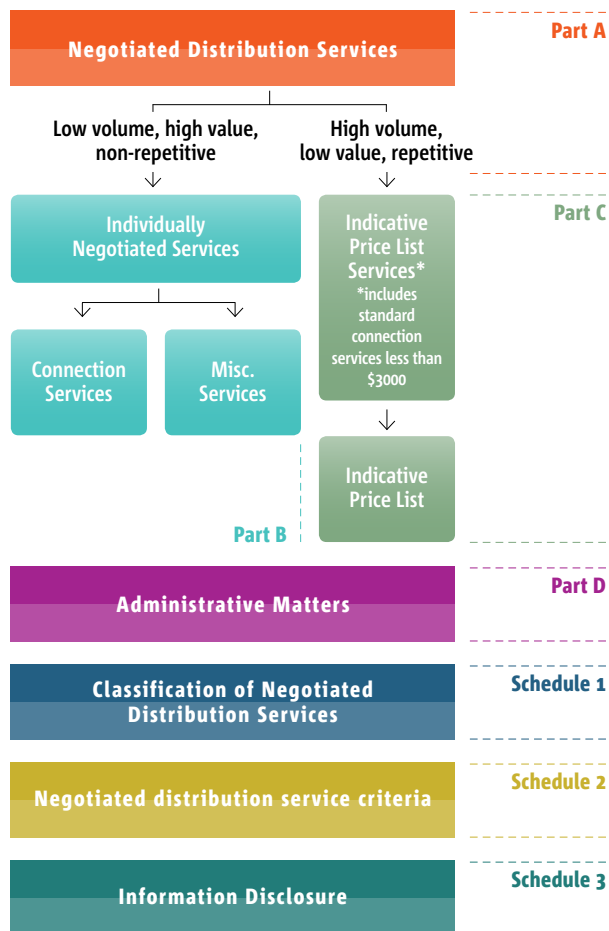 Negotiated Distribution Services
Part A
Low volume, high value,
non-repetitive
High volume,
low value, repetitive
Individually
Negotiated Services
Connection
Services
Misc.
Services
Part B
Indicative
Price List
Services*
*includes
standard
connection
services less than
$3000
Indicative
Price List
Part C
Administrative Matters
Part D
Classification of Negotiated
Distribution Services
Schedule 1
Negotiated distribution service criteria
Schedule 2
Information Disclosure
Schedule 3